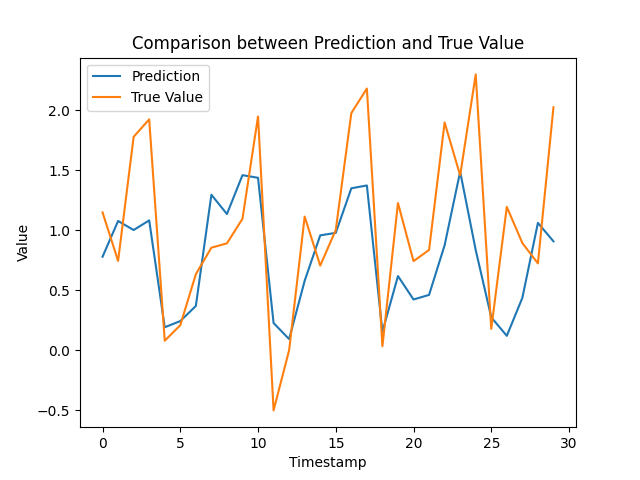 Comparison between Prediction and True Value
Prediction
True Value
2.0
1.5
1.0
0.5
0.0
−0.5
Value
0 5 10 15 20 25 30
Timestamp